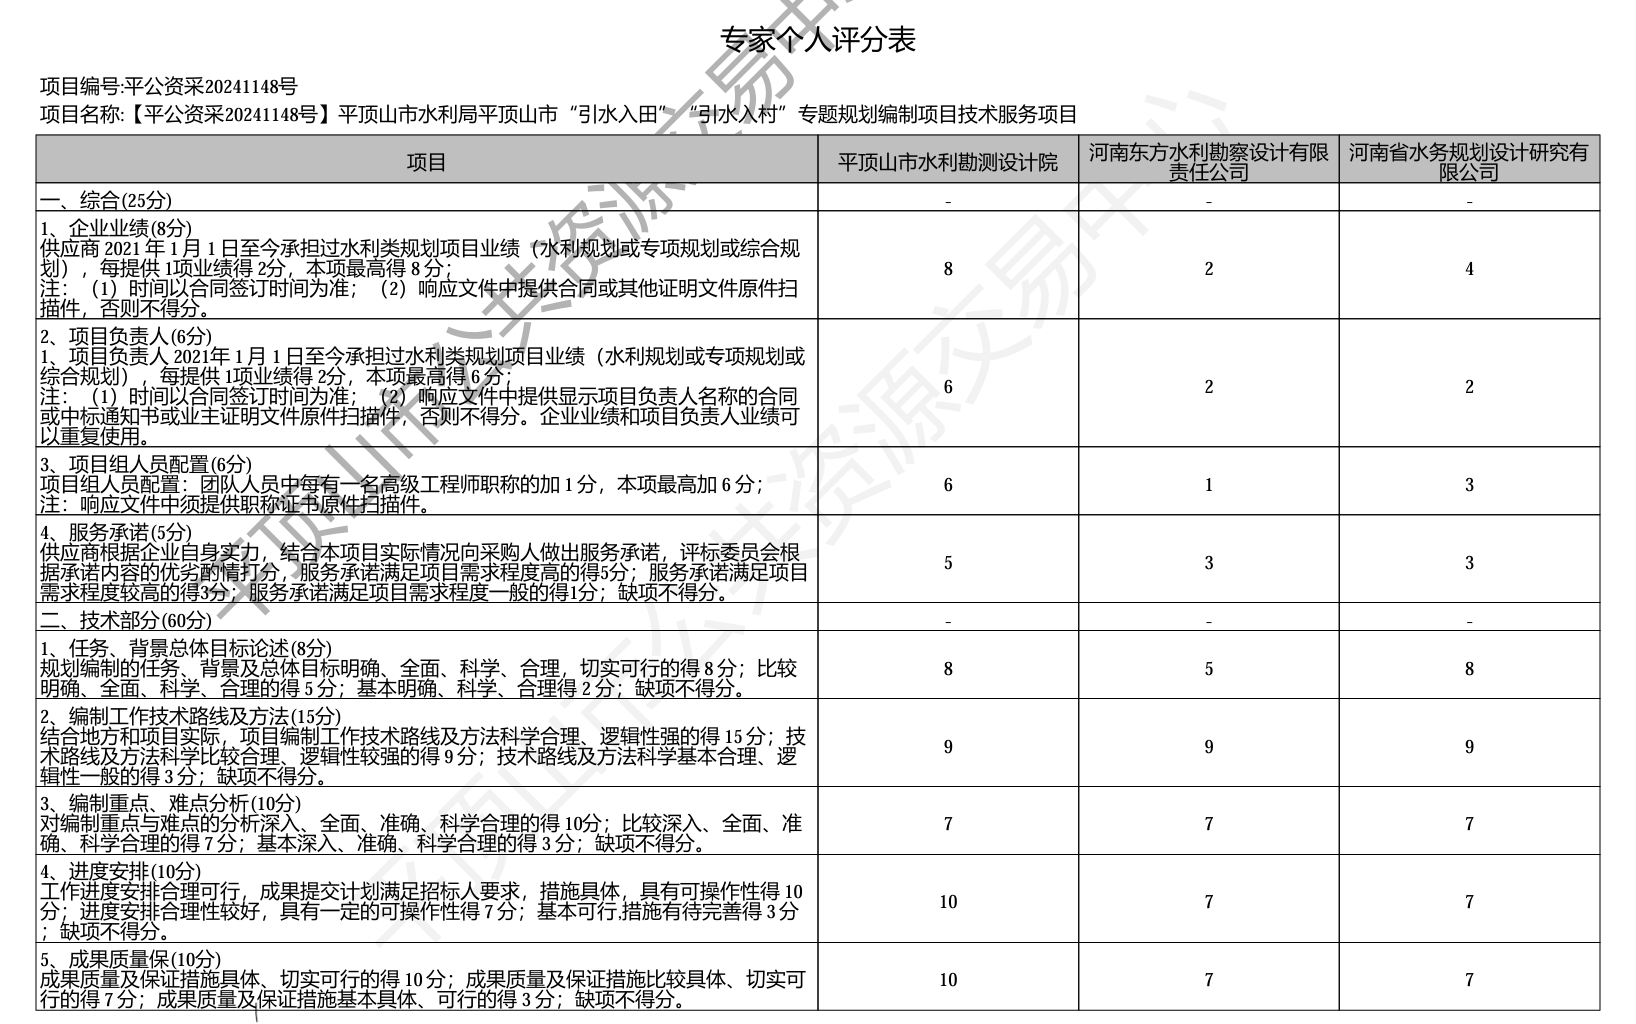 专家个人评分表
项目编号:平公资采20241148号
项目名称:【平公资采20241148号】平顶山市水利局平顶山市“引水入田”“引水入村”专题规划编制项目技术服务项目
项目
平顶山市水利勘测设计院
河南东方水利勘察设计有限
责任公司
河南省水务规划设计研究有
限公司
一、综合(25分)
-
-
-
1、企业业绩(8分)
供应商 2021 年 1 月 1 日至今承担过水利类规划项目业绩（水利规划或专项规划或综合规
划），每提供 1项业绩得 2分，本项最高得 8 分；
注：（1）时间以合同签订时间为准；（2）响应文件中提供合同或其他证明文件原件扫
描件，否则不得分。
8
2
4
2、项目负责人(6分)
1、项目负责人 2021年 1 月 1 日至今承担过水利类规划项目业绩（水利规划或专项规划或
综合规划），每提供 1项业绩得 2分，本项最高得 6 分；
注：（1）时间以合同签订时间为准；（2）响应文件中提供显示项目负责人名称的合同
或中标通知书或业主证明文件原件扫描件，否则不得分。企业业绩和项目负责人业绩可
以重复使用。
6
2
2
3、项目组人员配置(6分)
项目组人员配置：团队人员中每有一名高级工程师职称的加 1 分，本项最高加 6 分；
注：响应文件中须提供职称证书原件扫描件。
6
1
3
4、服务承诺(5分)
供应商根据企业自身实力，结合本项目实际情况向采购人做出服务承诺，评标委员会根
据承诺内容的优劣酌情打分，服务承诺满足项目需求程度高的得5分；服务承诺满足项目
需求程度较高的得3分；服务承诺满足项目需求程度一般的得1分；缺项不得分。
5
3
3
二、技术部分(60分)
-
-
-
1、任务、背景总体目标论述(8分)
规划编制的任务、背景及总体目标明确、全面、科学、合理，切实可行的得 8 分；比较
明确、全面、科学、合理的得 5 分；基本明确、科学、合理得 2 分；缺项不得分。
8
5
8
2、编制工作技术路线及方法(15分)
结合地方和项目实际，项目编制工作技术路线及方法科学合理、逻辑性强的得 15 分；技
术路线及方法科学比较合理、逻辑性较强的得 9 分；技术路线及方法科学基本合理、逻
辑性一般的得 3 分；缺项不得分。
9
9
9
3、编制重点、难点分析(10分)
对编制重点与难点的分析深入、全面、准确、科学合理的得 10分；比较深入、全面、准
确、科学合理的得 7 分；基本深入、准确、科学合理的得 3 分；缺项不得分。
7
7
7
4、进度安排(10分)
工作进度安排合理可行，成果提交计划满足招标人要求，措施具体，具有可操作性得 10
分；进度安排合理性较好，具有一定的可操作性得 7 分；基本可行,措施有待完善得 3 分
；缺项不得分。
10
7
7
5、成果质量保(10分)
成果质量及保证措施具体、切实可行的得 10 分；成果质量及保证措施比较具体、切实可
行的得 7 分；成果质量及保证措施基本具体、可行的得 3 分；缺项不得分。
10
7
7
平顶山市公共资源交易中
平顶山市公共资源交易中心